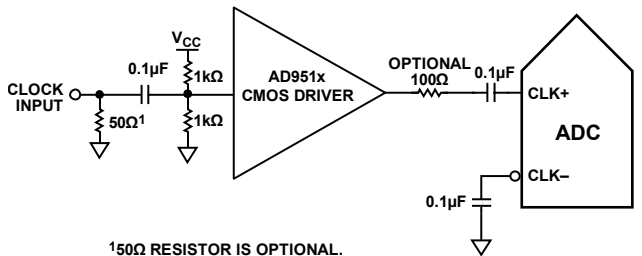 V_CC
OPTIONAL
0.1µF
1kΩ
AD951x
100Ω
0.1µF
CLOCK
INPUT
CMOS DRIVER
CLK+
50Ω¹
1kΩ
ADC
CLK–
0.1µF
¹50Ω RESISTOR IS OPTIONAL.